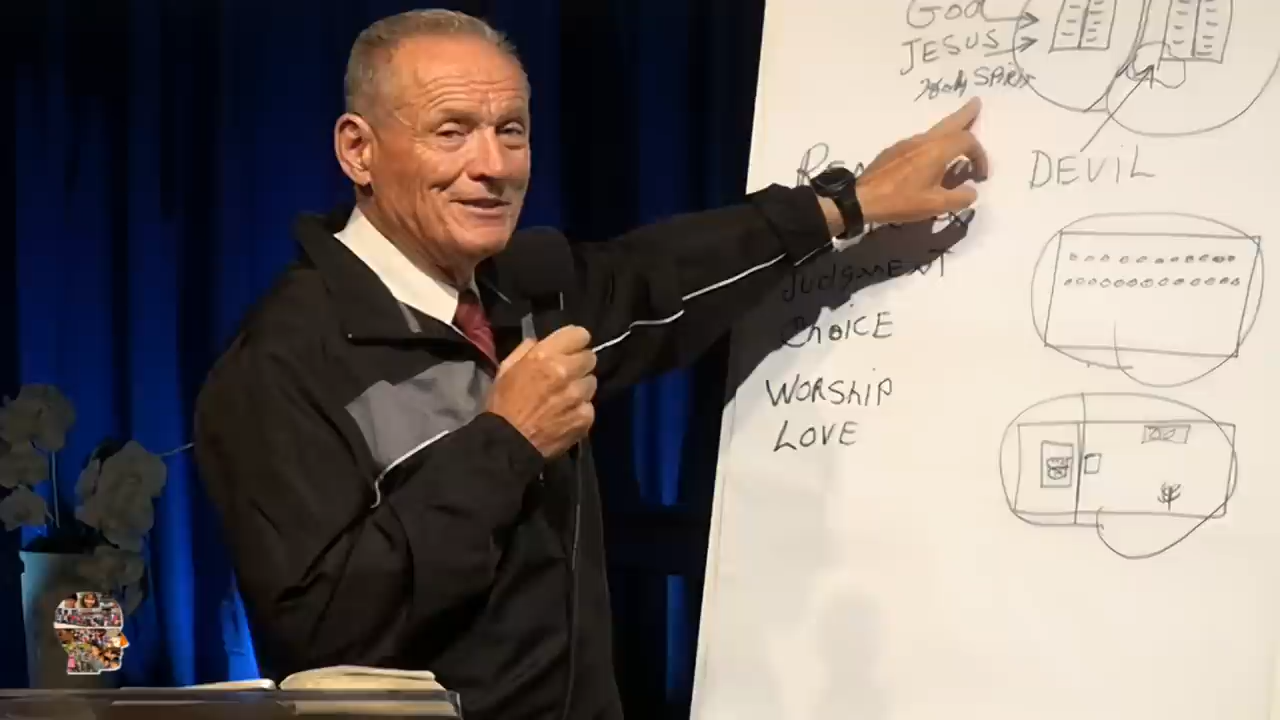 God
JESUS
Holy SPIRIT
DEVIL
Judgment
ChoicE
WORShip
LOVE